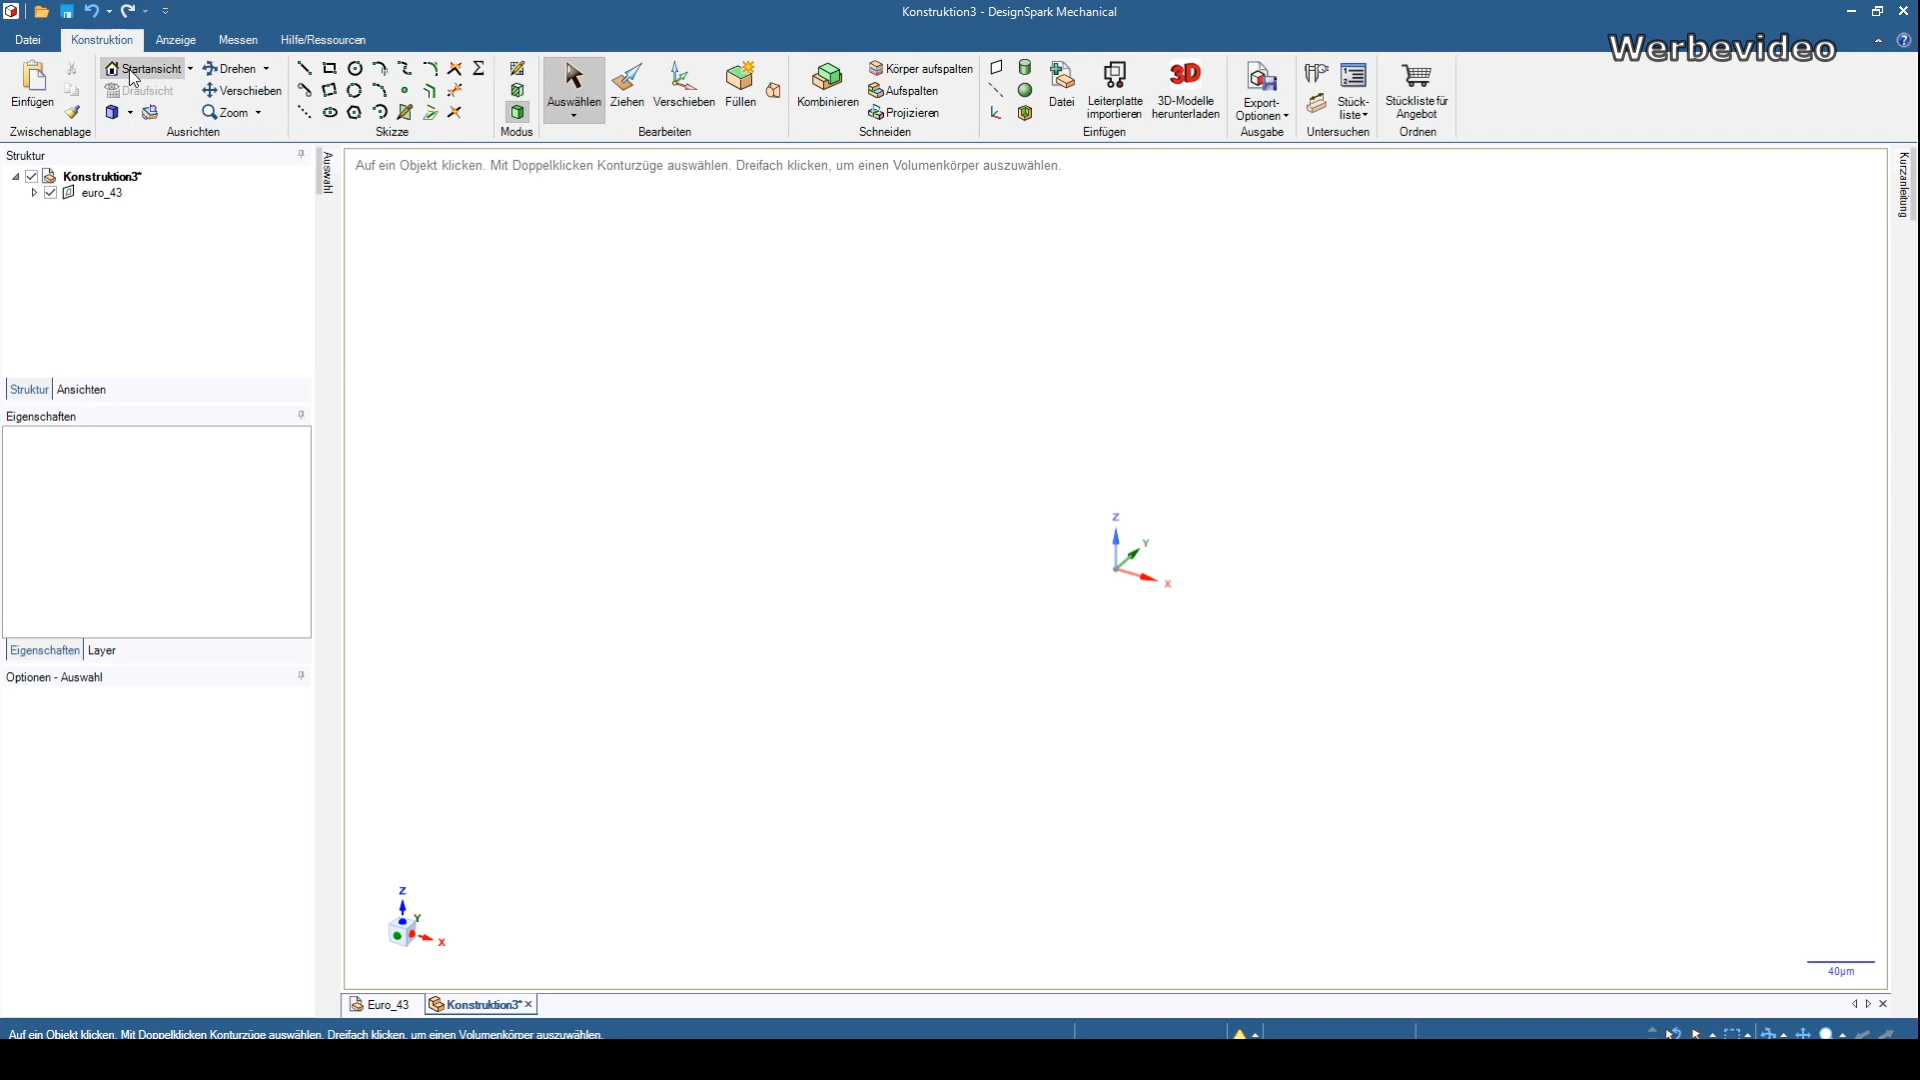 Konstruktion3 - DesignSpark Mechanical
Datei
Konstruktion
Anzeige
Messen
Hilfe/Ressourcen
Werbevideo
Einfügen
Zwischenablage
Startansicht
Draufsicht
Drehen
Verschieben
Zoom
Ausrichten
Skizze
Modus
Auswählen
Ziehen
Verschieben
Füllen
Bearbeiten
Kombinieren
Körper aufspalten
Aufspalten
Projizieren
Schneiden
Datei
Leiterplatte
importieren
3D
3D-Modelle
herunterladen
Einfügen
Export-
Optionen
Ausgabe
Stück-
liste
Untersuchen
Stückliste für
Angebot
Ordnen
Struktur
Konstruktion3*
euro_43
Struktur
Ansichten
Eigenschaften
Eigenschaften
Layer
Optionen - Auswahl
Auswahl
Auf ein Objekt klicken. Mit Doppelklicken Konturzüge auswählen. Dreifach klicken, um einen Volumenkörper auszuwählen.
Kurzanleitung
Z
Y
X
Z
Y
X
40µm
Euro_43
Konstruktion3*
Auf ein Objekt klicken. Mit Doppelklicken Konturzüge auswählen. Dreifach klicken, um einen Volumenkörper auszuwählen.